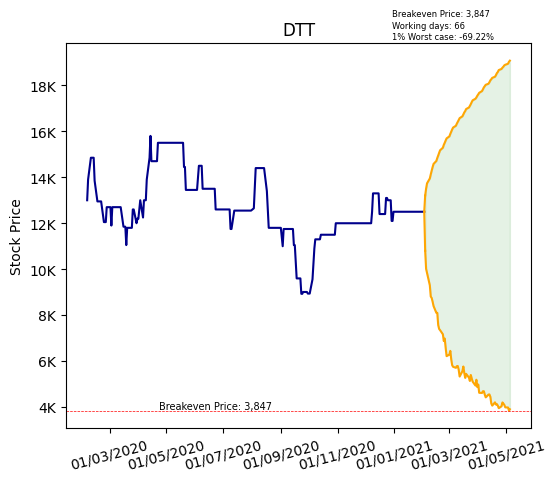 Breakeven Price: 3,847
Working days: 66
1% Worst case: -69.22%
DTT
Stock Price
18K
16K
14K
12K
10K
8K
6K
4K
Breakeven Price: 3,847
01/03/2020
01/05/2020
01/07/2020
01/09/2020
01/11/2020
01/01/2021
01/03/2021
01/05/2021